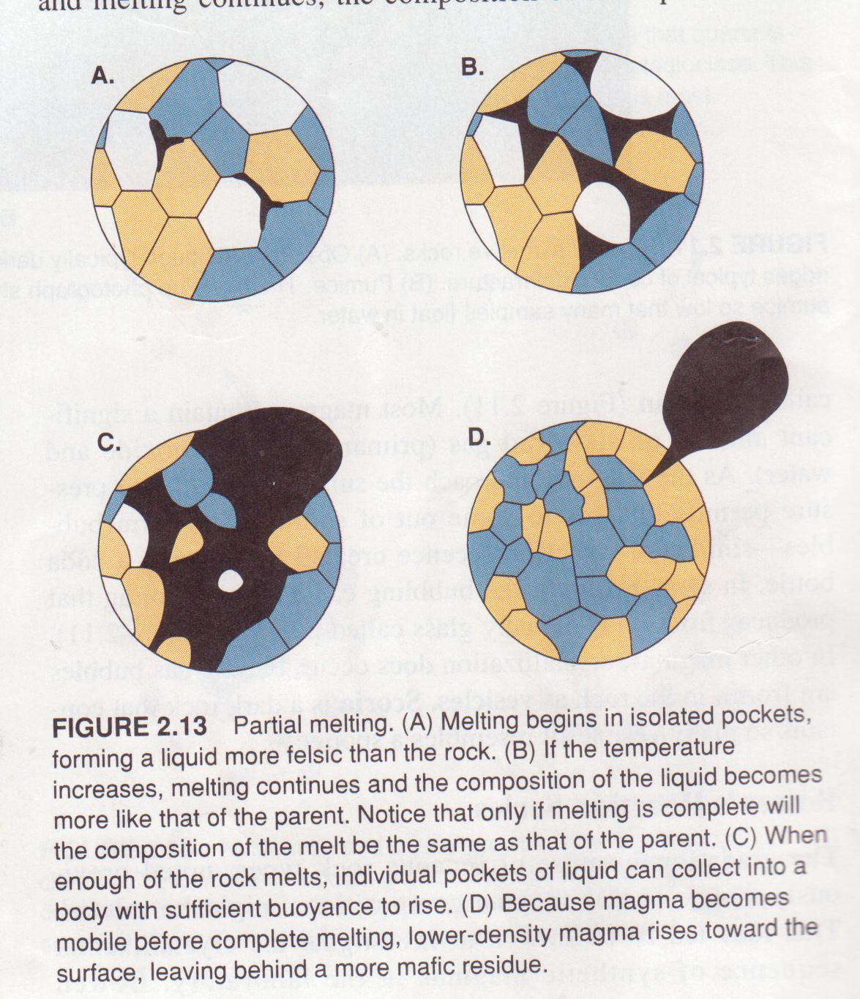 and melting continues, the composition
A.
B.
C.
D.
FIGURE 2.13 Partial melting. (A) Melting begins in isolated pockets,
forming a liquid more felsic than the rock. (B) If the temperature
increases, melting continues and the composition of the liquid becomes
more like that of the parent. Notice that only if melting is complete will
the composition of the melt be the same as that of the parent. (C) When
enough of the rock melts, individual pockets of liquid can collect into a
body with sufficient buoyance to rise. (D) Because magma becomes
mobile before complete melting, lower-density magma rises toward the
surface, leaving behind a more mafic residue.